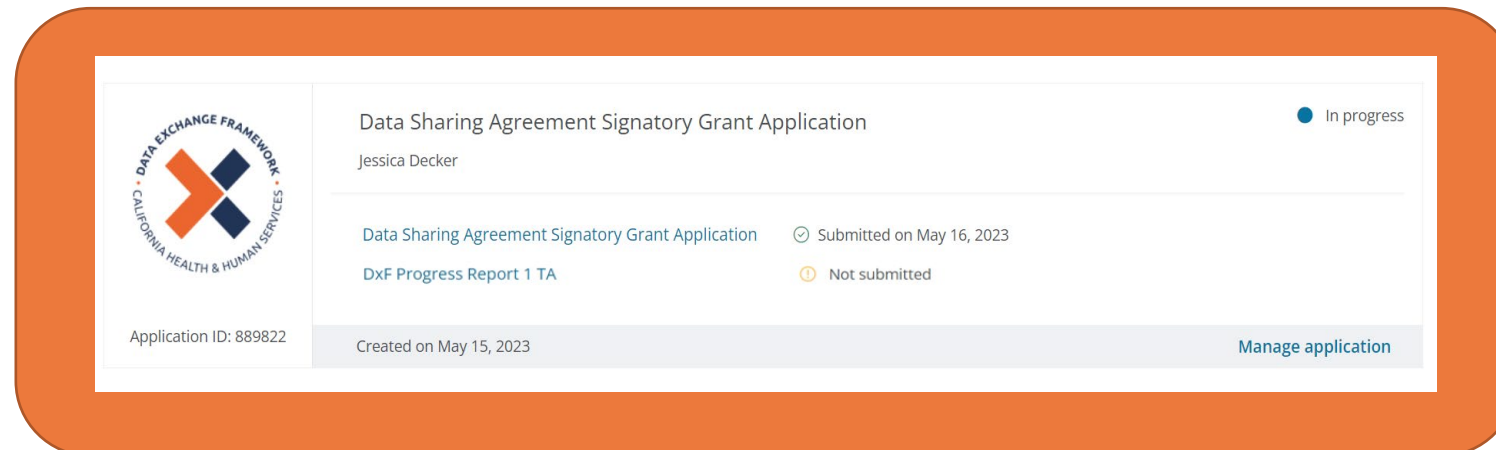 DATA EXCHANGE FRAMEWORK
CALIFORNIA HEALTH & HUMAN SERVICES
Application ID: 889822
Data Sharing Agreement Signatory Grant Application
In progress
Jessica Decker
Data Sharing Agreement Signatory Grant Application
Submitted on May 16, 2023
DxF Progress Report 1 TA
Not submitted
Created on May 15, 2023
Manage application